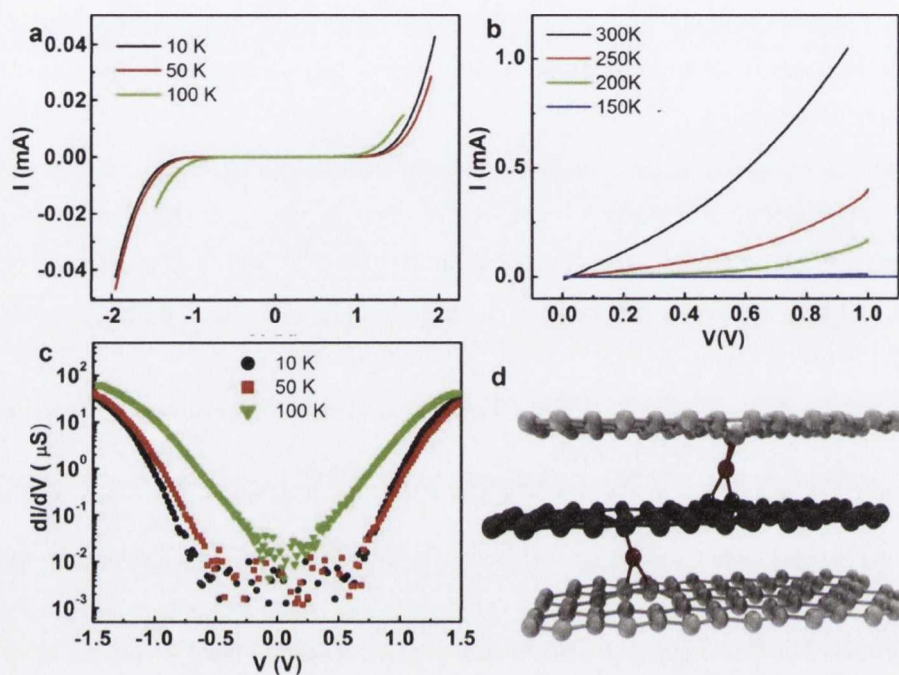 a
10 K
50 K
100 K
I (mA)
0.04
0.02
0.00
-0.02
-0.04
-2
-1
0
1
2
b
300K
250K
200K
150K
I (mA)
1.0
0.5
0.0
0.0
0.2
0.4
0.6
0.8
1.0
V(V)
c
10 K
50 K
100 K
dI/dV ( μS)
10²
10¹
10⁰
10⁻¹
10⁻²
10⁻³
-1.5
-1.0
-0.5
0.0
0.5
1.0
1.5
V (V)
d